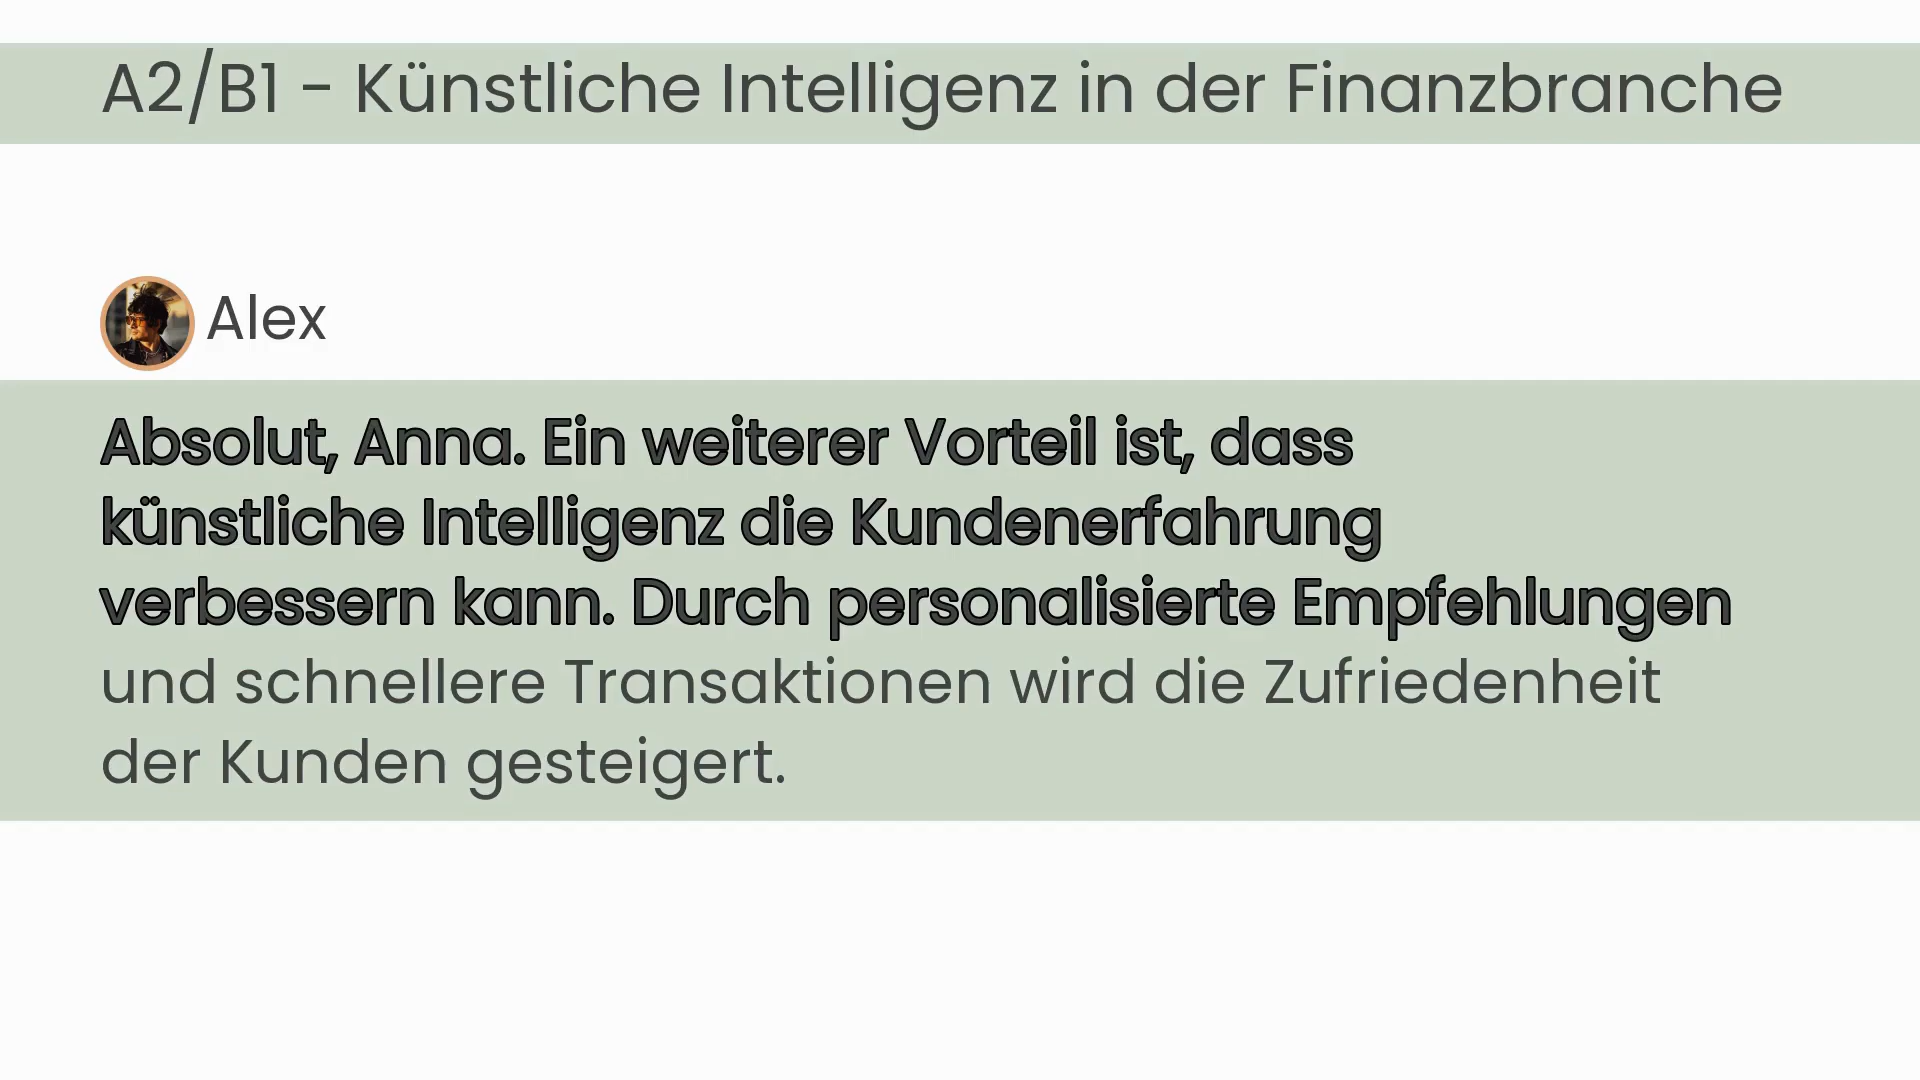 A2/B1 - Künstliche Intelligenz in der Finanzbranche
Alex
Absolut, Anna. Ein weiterer Vorteil ist, dass
künstliche Intelligenz die Kundenerfahrung
verbessern kann. Durch personalisierte Empfehlungen
und schnellere Transaktionen wird die Zufriedenheit
der Kunden gesteigert.